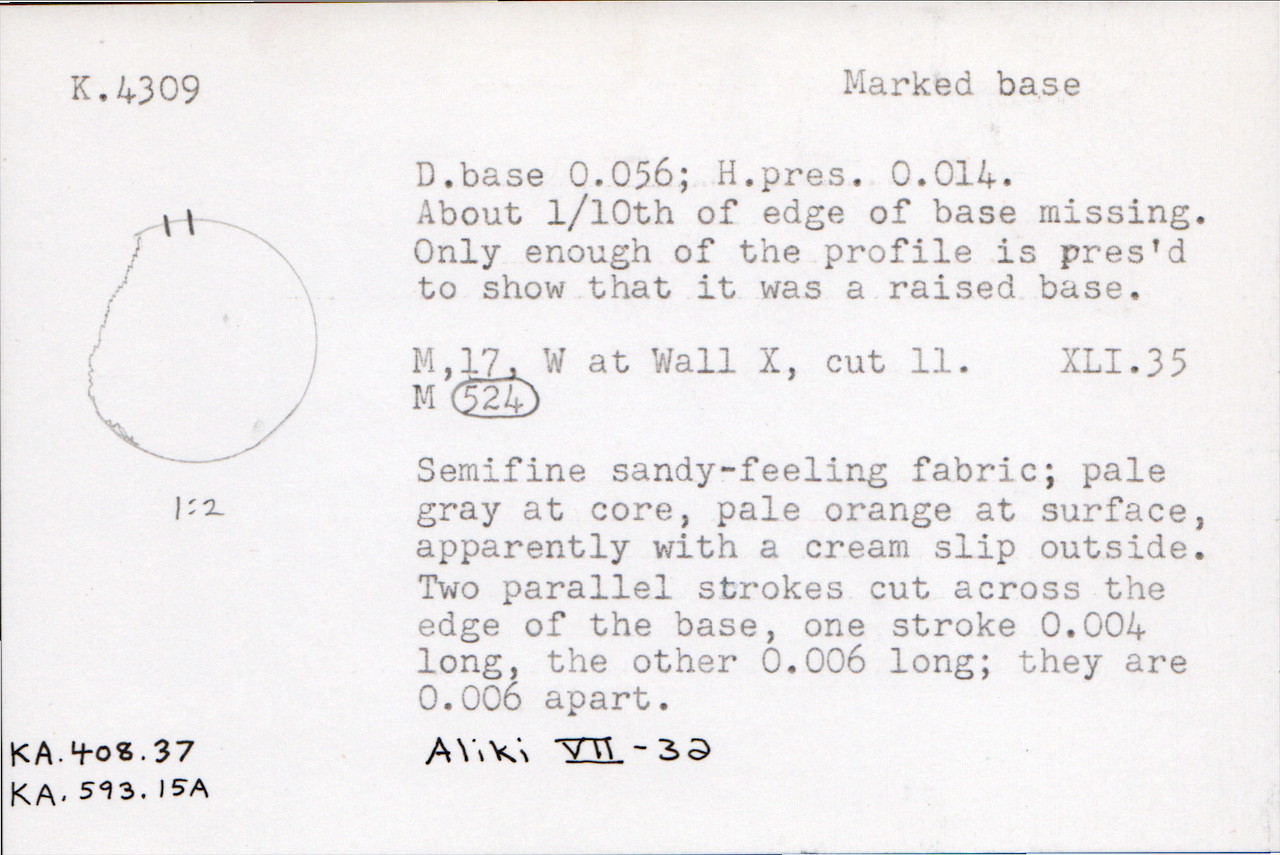 K.4309
Marked base
D.base 0.056; H.pres. 0.014.
About 1/10th of edge of base missing.
Only enough of the profile is pres'd
to show that it was a raised base.
M,17, W at Wall X, cut 11. XLI.35
M 524
Semifine sandy-feeling fabric; pale
gray at core, pale orange at surface,
apparently with a cream slip outside.
Two parallel strokes cut across the
edge of the base, one stroke 0.004
long, the other 0.006 long; they are
0.006 apart.
1:2
KA.408.37
KA.593.15A
Aliki VII-32